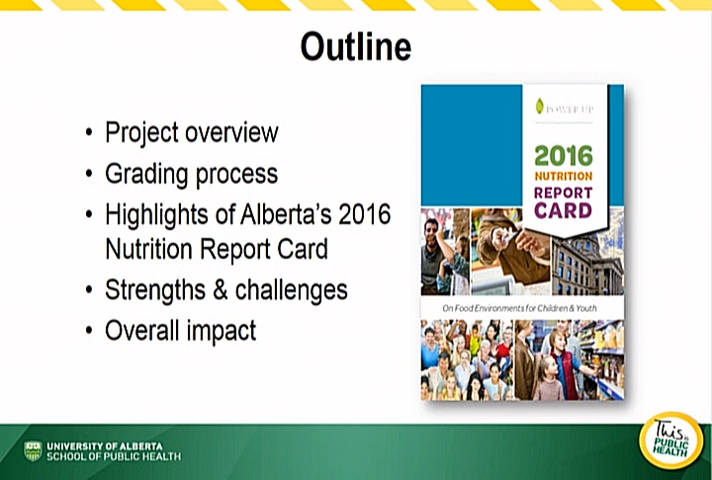 Outline
• Project overview
• Grading process
• Highlights of Alberta's 2016
Nutrition Report Card
• Strengths & challenges
• Overall impact
POWER UP
2016
NUTRITION
REPORT
CARD
On Food Environments for Children & Youth
UNIVERSITY OF ALBERTA
SCHOOL OF PUBLIC HEALTH
This is
PUBLIC
HEALTH